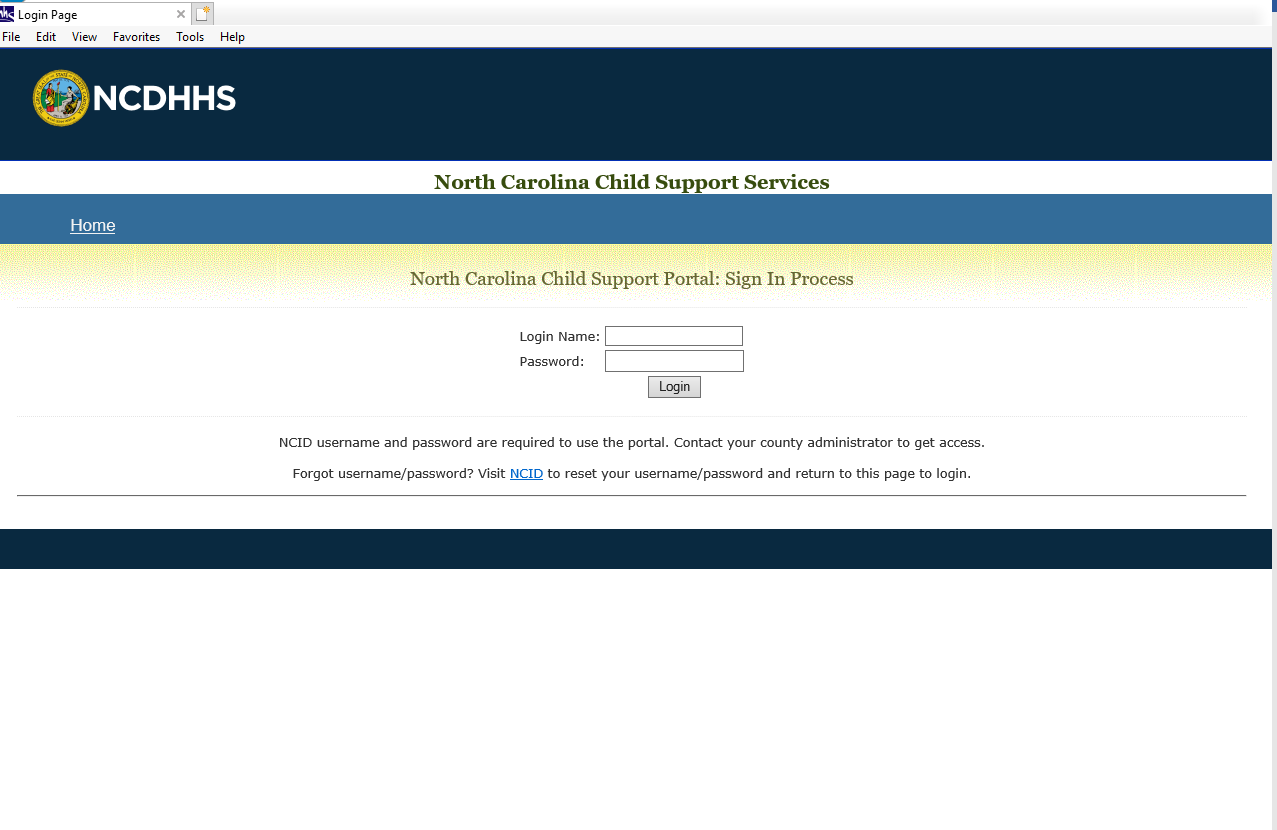 Login Page
File Edit View Favorites Tools Help
NCDHHS
North Carolina Child Support Services
Home
North Carolina Child Support Portal: Sign In Process
Login Name:
Password:
Login
NCID username and password are required to use the portal. Contact your county administrator to get access.
Forgot username/password? Visit NCID to reset your username/password and return to this page to login.